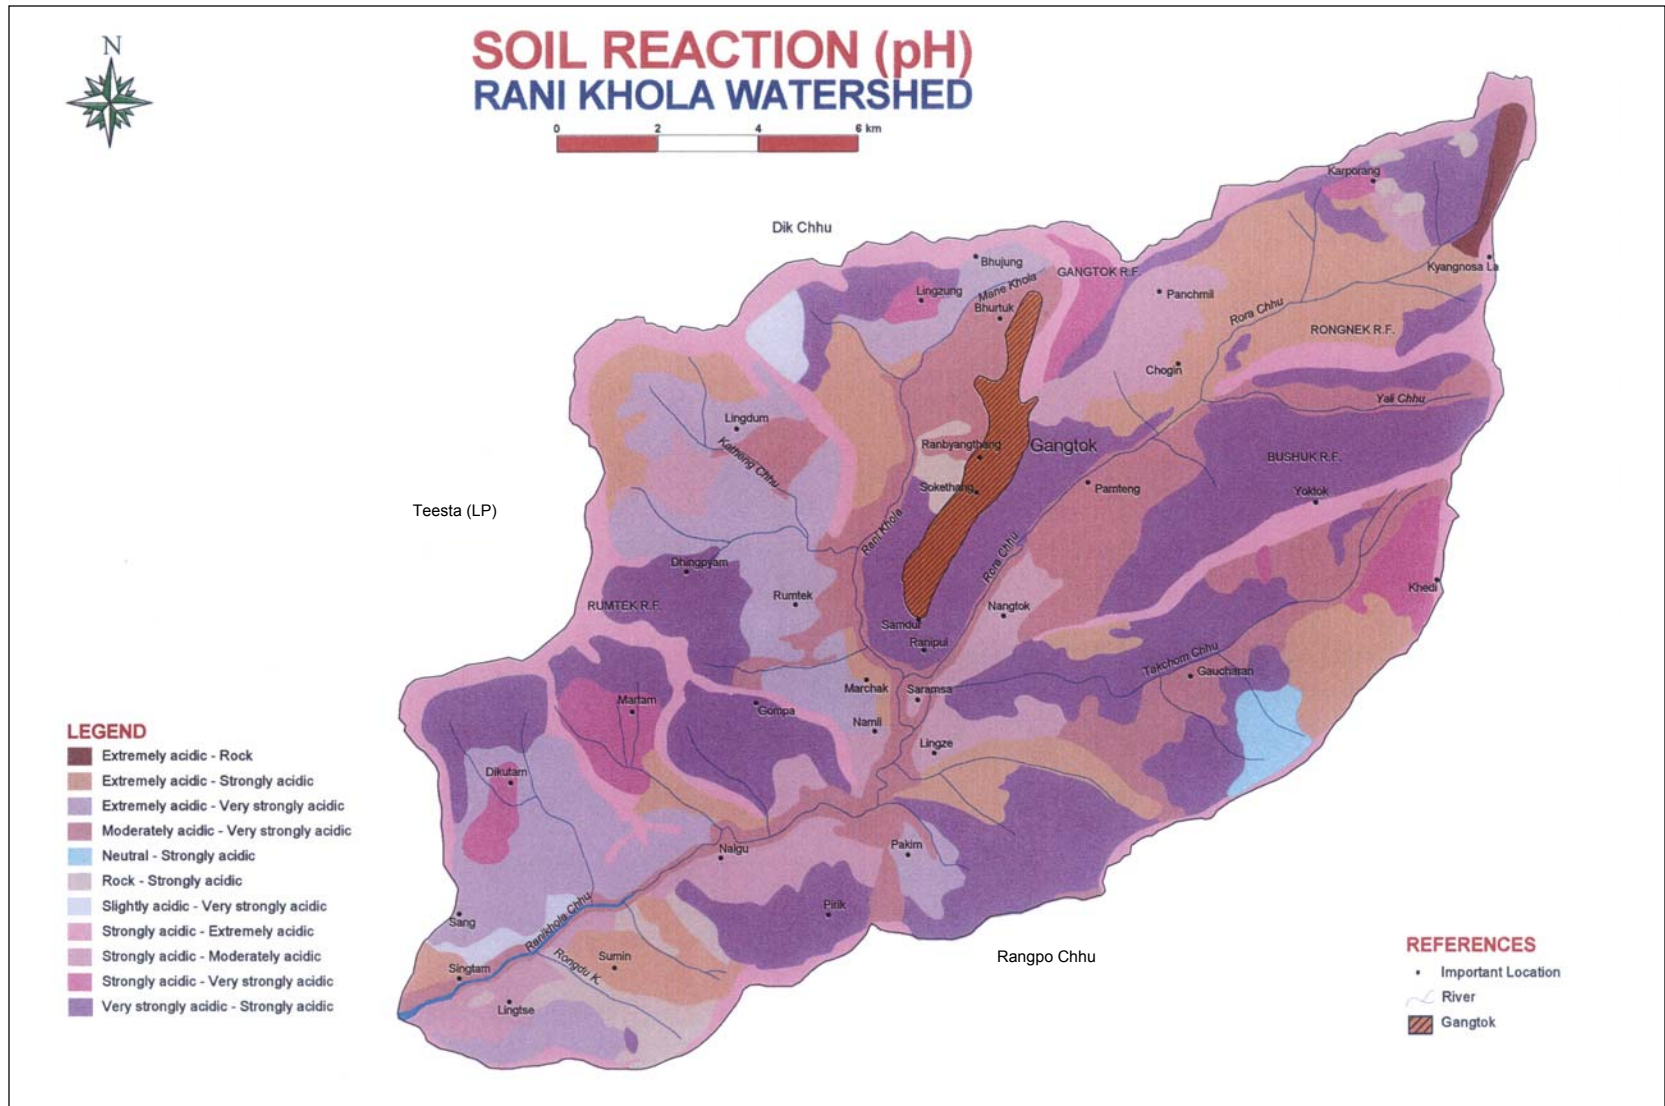 N
SOIL REACTION (pH)
RANI KHOLA WATERSHED
0 2 4 6 km
Karporang
Dik Chhu
Bhujung
GANGTOK R.F.
Kyangnosa La
Lingzung
Mane Khola
Panchmil
Bhurtuk
Rora Chhu
RONGNEK R.F.
Chogin
Yali Chhu
Lingdum
Ranbyangthang
Gangtok
Katheng Chhu
BUSHUK R.F.
Sokethang
Pamteng
Yoktok
Teesta (LP)
Rani Khola
Rora Chhu
Dhingpyam
Khedi
Rumtek
RUMTEK R.F.
Nangtok
Samdur
Ranipul
Takchom Chhu
Gaucharan
Marchak
Saramsa
Martam
Gompa
Namli
Lingze
Dikutam
Nalgu
Pakim
Pirik
Sang
Ranikhola Chhu
Rongdu K.
Sumin
Rangpo Chhu
Singtam
Lingtse
LEGEND
Extremely acidic - Rock
Extremely acidic - Strongly acidic
Extremely acidic - Very strongly acidic
Moderately acidic - Very strongly acidic
Neutral - Strongly acidic
Rock - Strongly acidic
Slightly acidic - Very strongly acidic
Strongly acidic - Extremely acidic
Strongly acidic - Moderately acidic
Strongly acidic - Very strongly acidic
Very strongly acidic - Strongly acidic
REFERENCES
Important Location
River
Gangtok